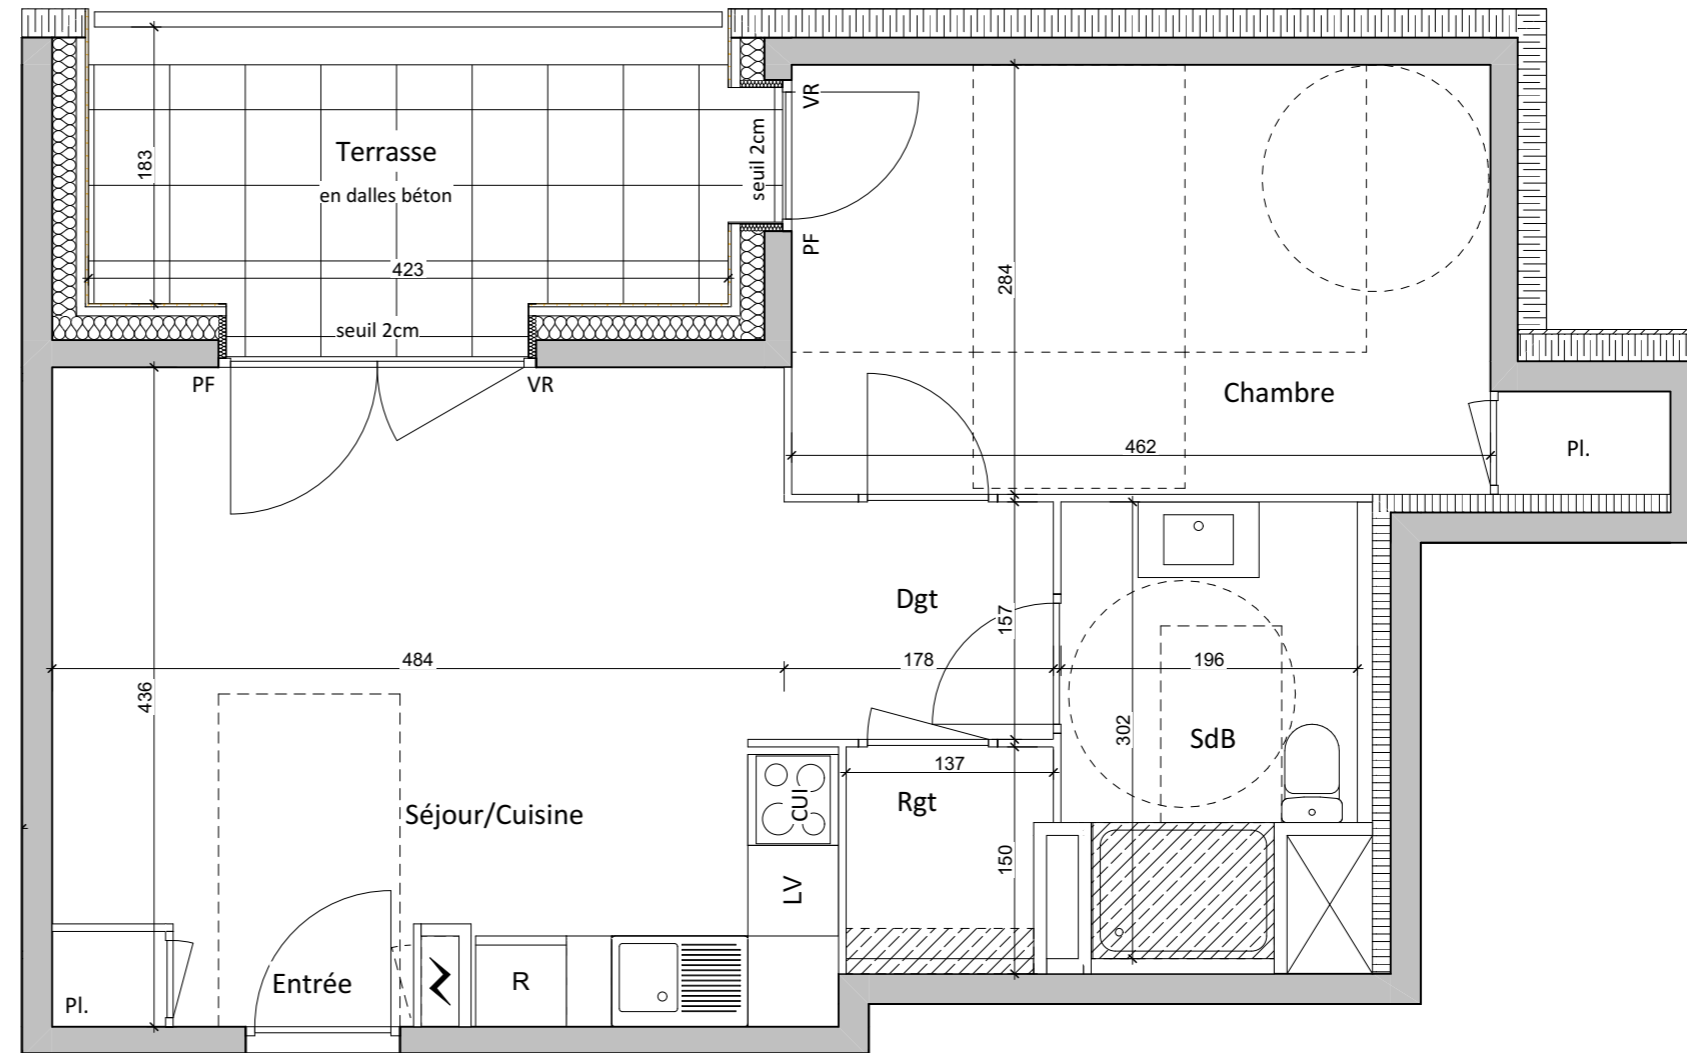 Terrasse
en dalles béton
183
423
seuil 2cm
seuil 2cm
VR
PF
PF
VR
284
Chambre
462
Pl.
Dgt
157
484
178
196
436
302
SdB
137
Rgt
150
Séjour/Cuisine
CUI
LV
R
Entrée
Pl.